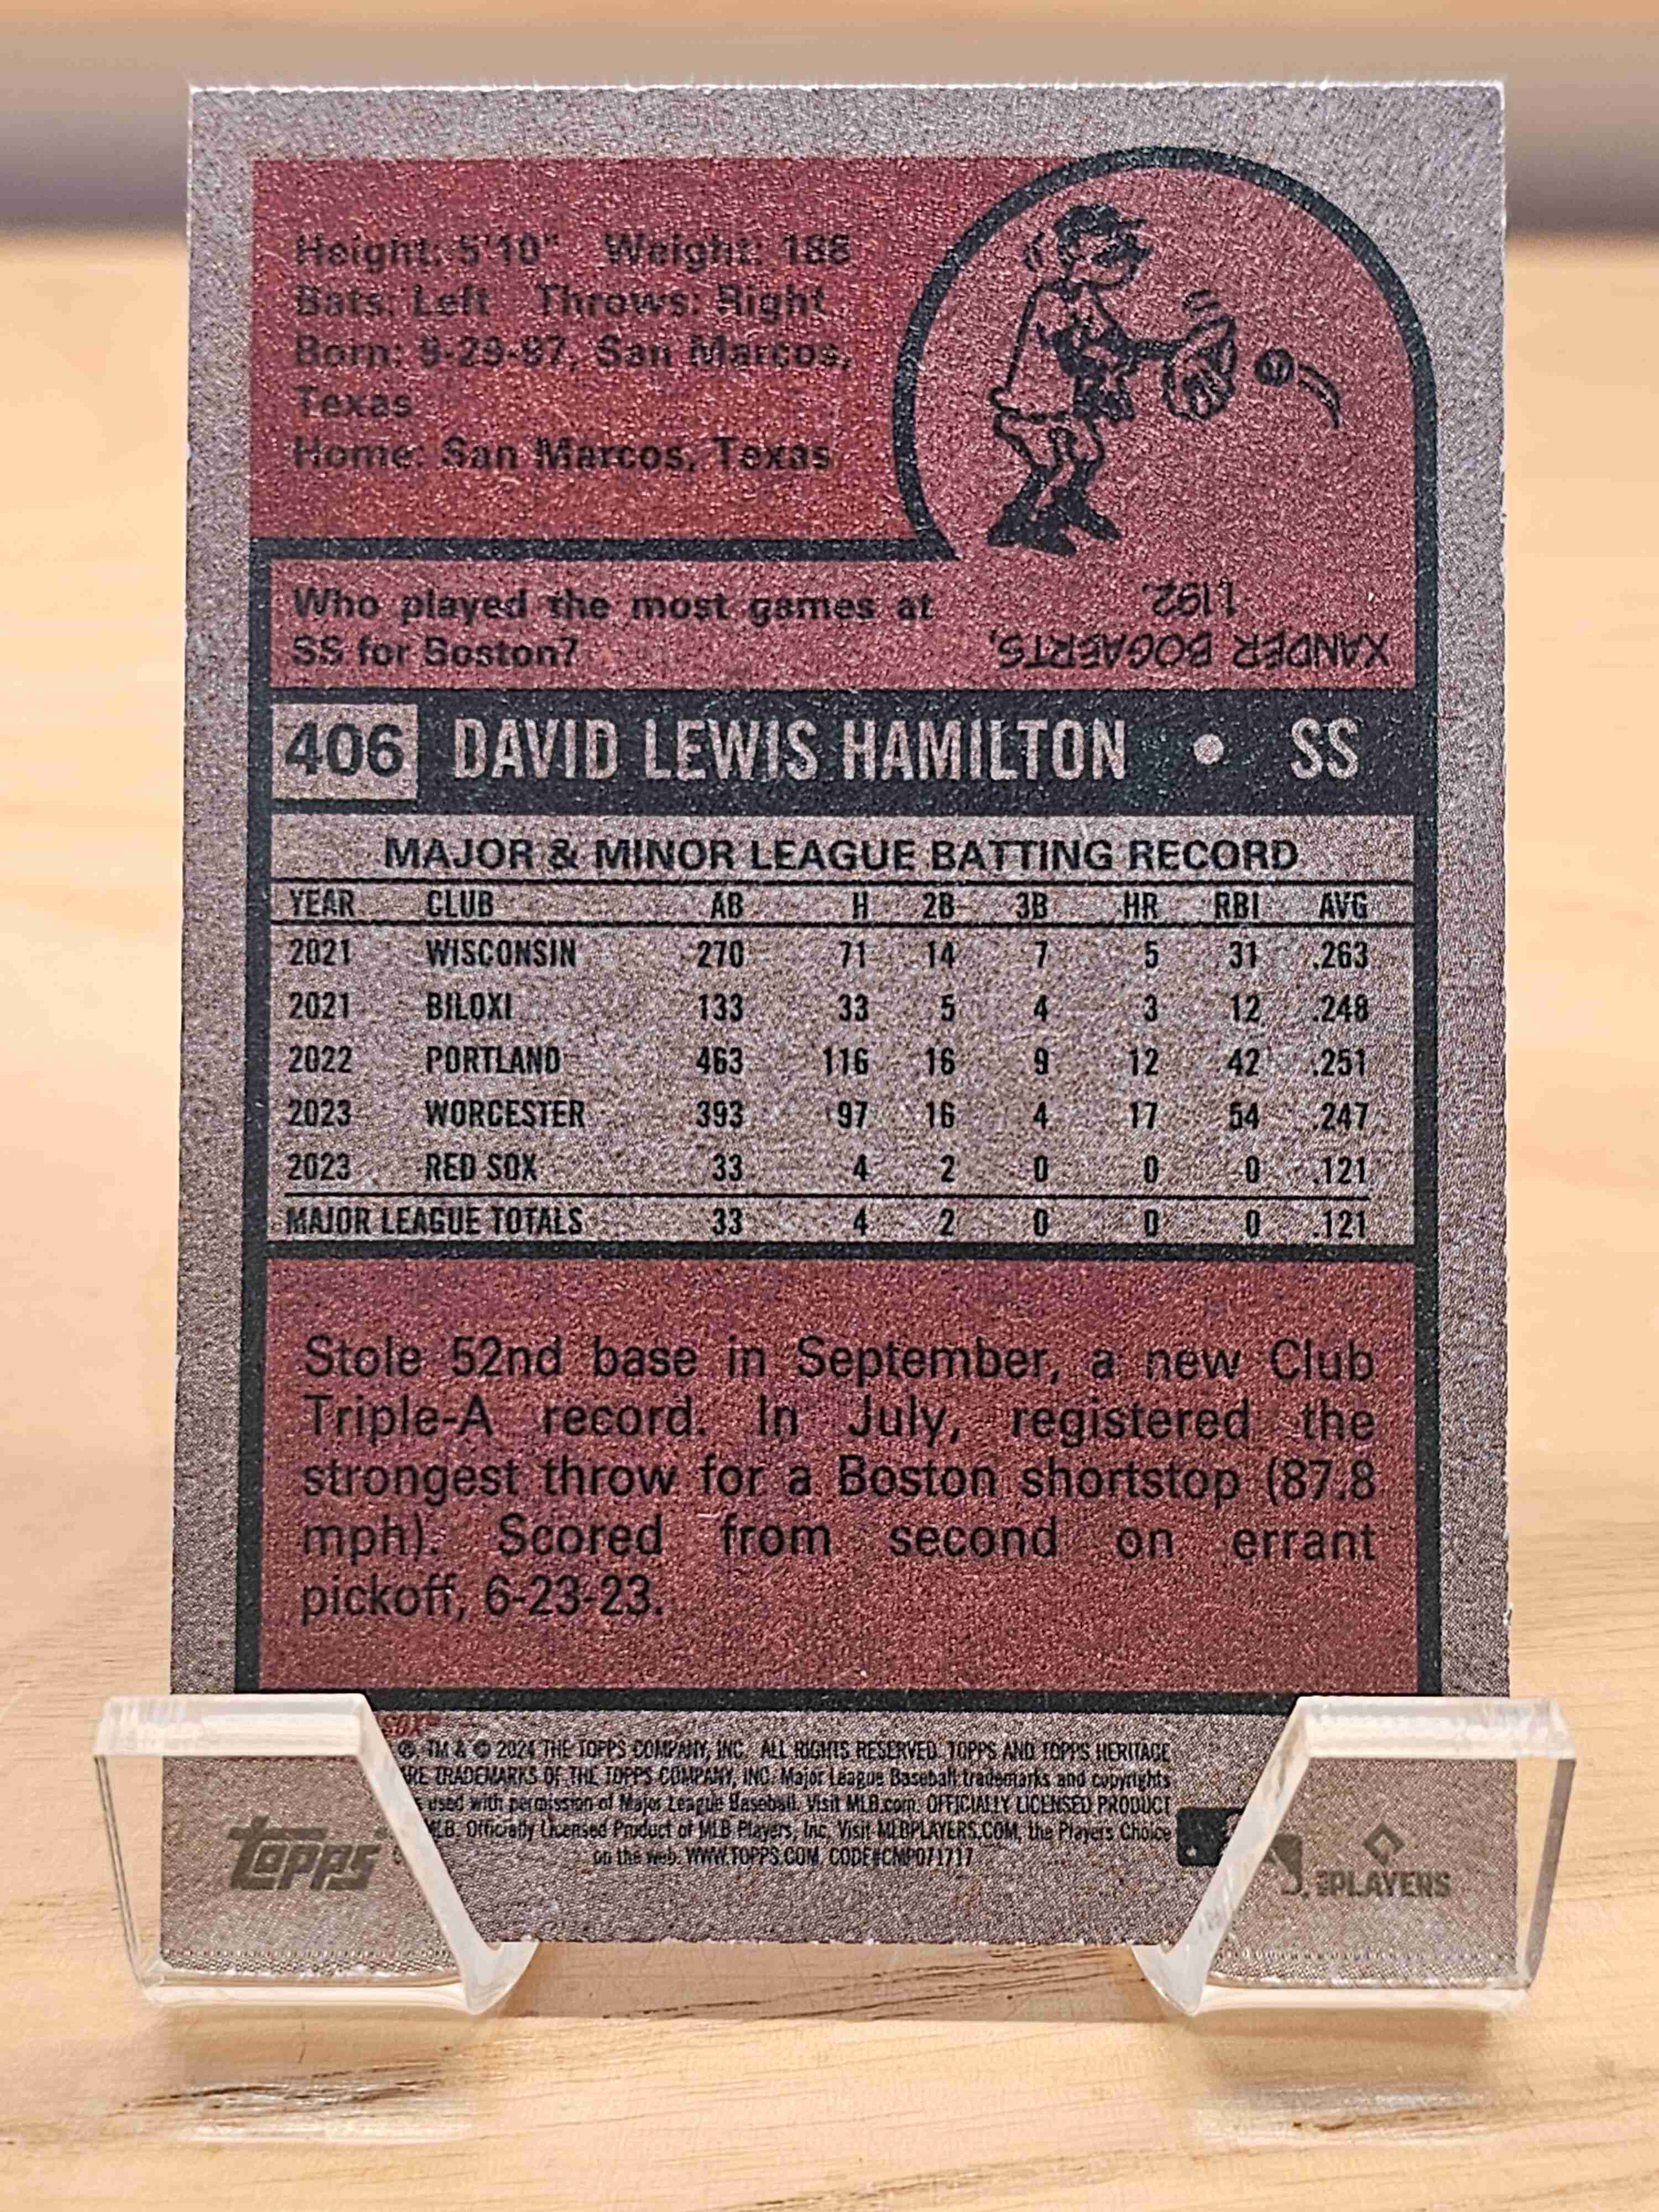 Height: 5'10" Weight: 188
Bats: Left Throws: Right
Born: 9-29-97, San Marcos,
Texas
Home: San Marcos, Texas
Who played the most games at
SS for Boston?
XANDER BOGAERTS,
1,192.
406 DAVID LEWIS HAMILTON • SS
MAJOR & MINOR LEAGUE BATTING RECORD
YEAR CLUB AB H 2B 3B HR RBI AVG
2021 WISCONSIN 270 71 14 7 5 31 .263
2021 BILOXI 133 33 5 4 3 12 .248
2022 PORTLAND 463 116 16 9 12 42 .251
2023 WORCESTER 393 97 16 4 17 54 .247
2023 RED SOX 33 4 2 0 0 0 .121
MAJOR LEAGUE TOTALS 33 4 2 0 0 0 .121
Stole 52nd base in September, a new Club
Triple-A record. In July, registered the
strongest throw for a Boston shortstop (87.8
mph). Scored from second on errant
pickoff, 6-23-23.
SOX
®, TM & © 2024 THE TOPPS COMPANY, INC. ALL RIGHTS RESERVED. TOPPS AND TOPPS HERITAGE
ARE TRADEMARKS OF THE TOPPS COMPANY, INC. Major League Baseball trademarks and copyrights
used with permission of Major League Baseball. Visit MLB.com. OFFICIALLY LICENSED PRODUCT
MLB. Officially Licensed Product of MLB Players, Inc. Visit MLBPLAYERS.COM, the Players Choice
on the web. WWW.TOPPS.COM CODE#CMP071717
topps
MLB PLAYERS